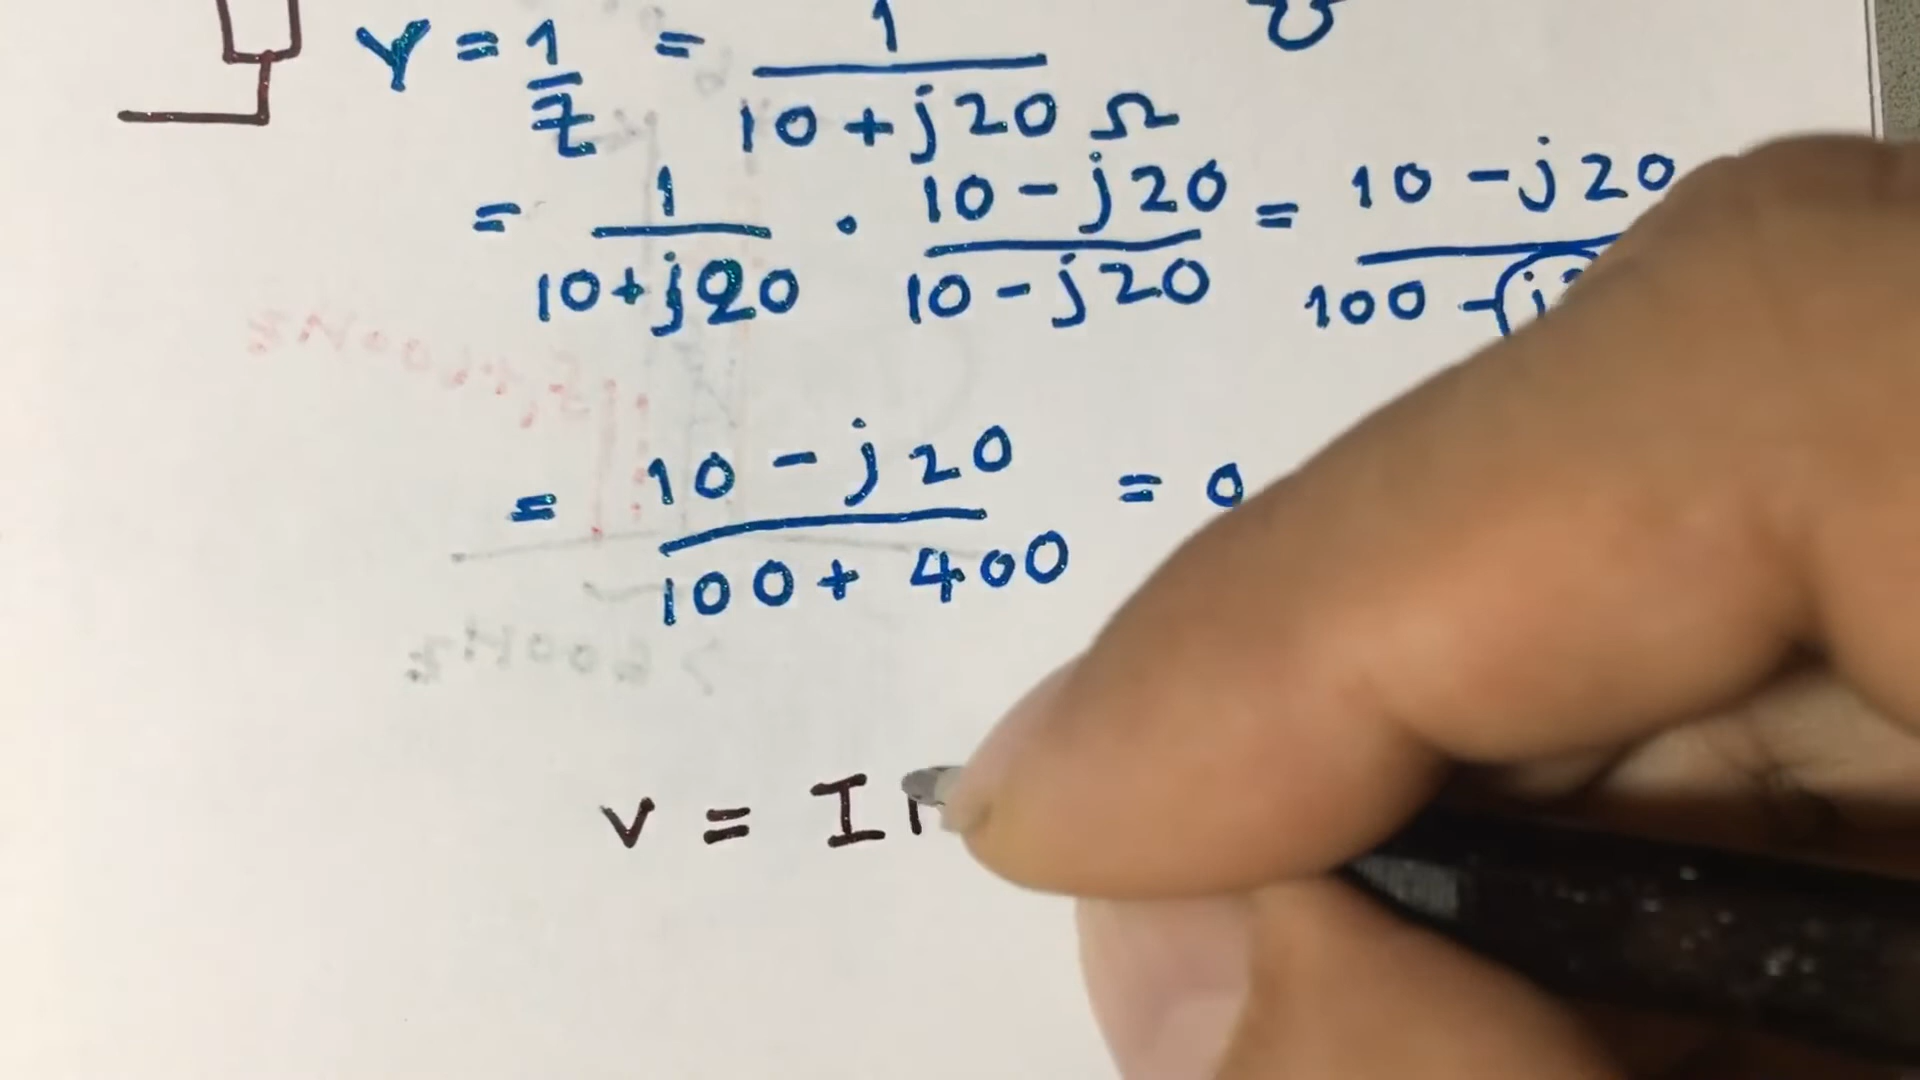 Y = 1/Z = 1/(10 + j20 Ω) ℧
= 1/(10+j20) · (10 - j20)/(10 - j20) = (10 - j20)/(100 - (j
= (10 - j20)/(100 + 400) = 0
V = I